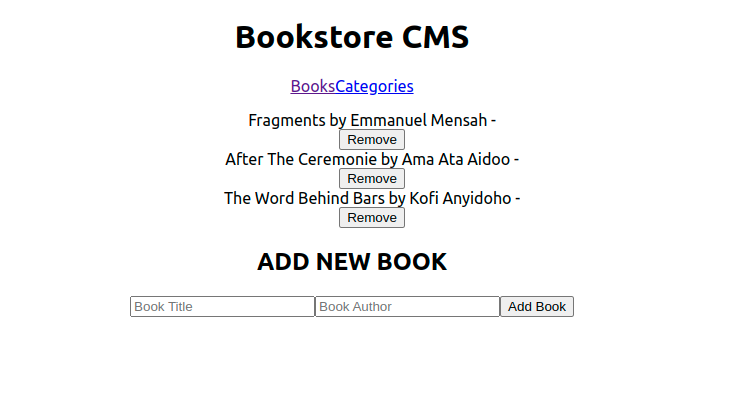 Bookstore CMS
BooksCategories
Fragments by Emmanuel Mensah -
Remove
After The Ceremonie by Ama Ata Aidoo -
Remove
The Word Behind Bars by Kofi Anyidoho -
Remove
ADD NEW BOOK
Book Title Book Author Add Book